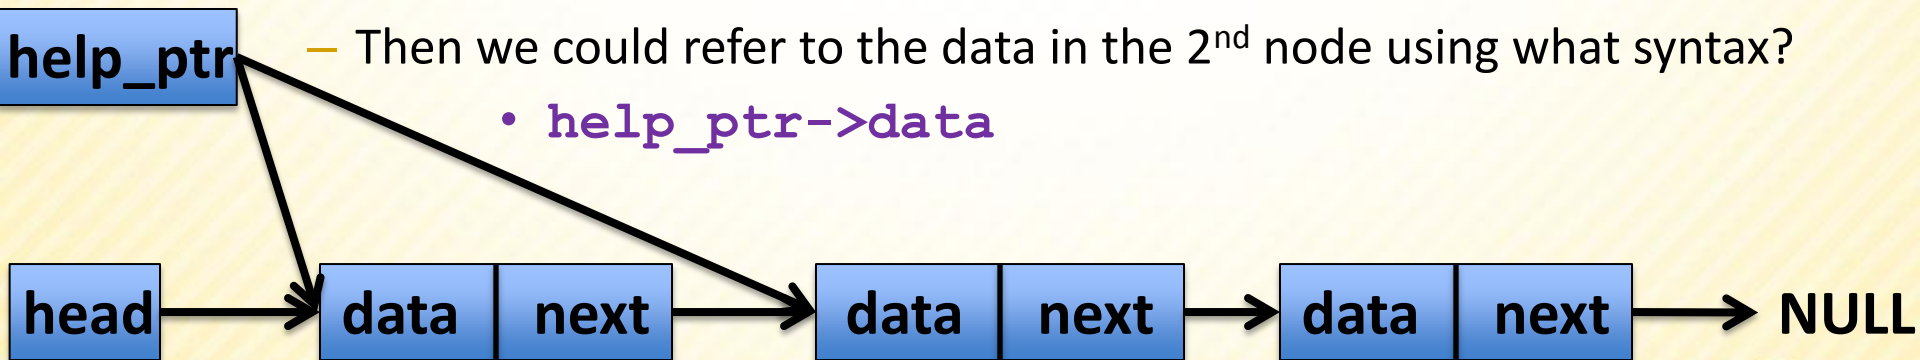 help_ptr
– Then we could refer to the data in the 2nd node using what syntax?
• help_ptr->data
head data next data next data next NULL